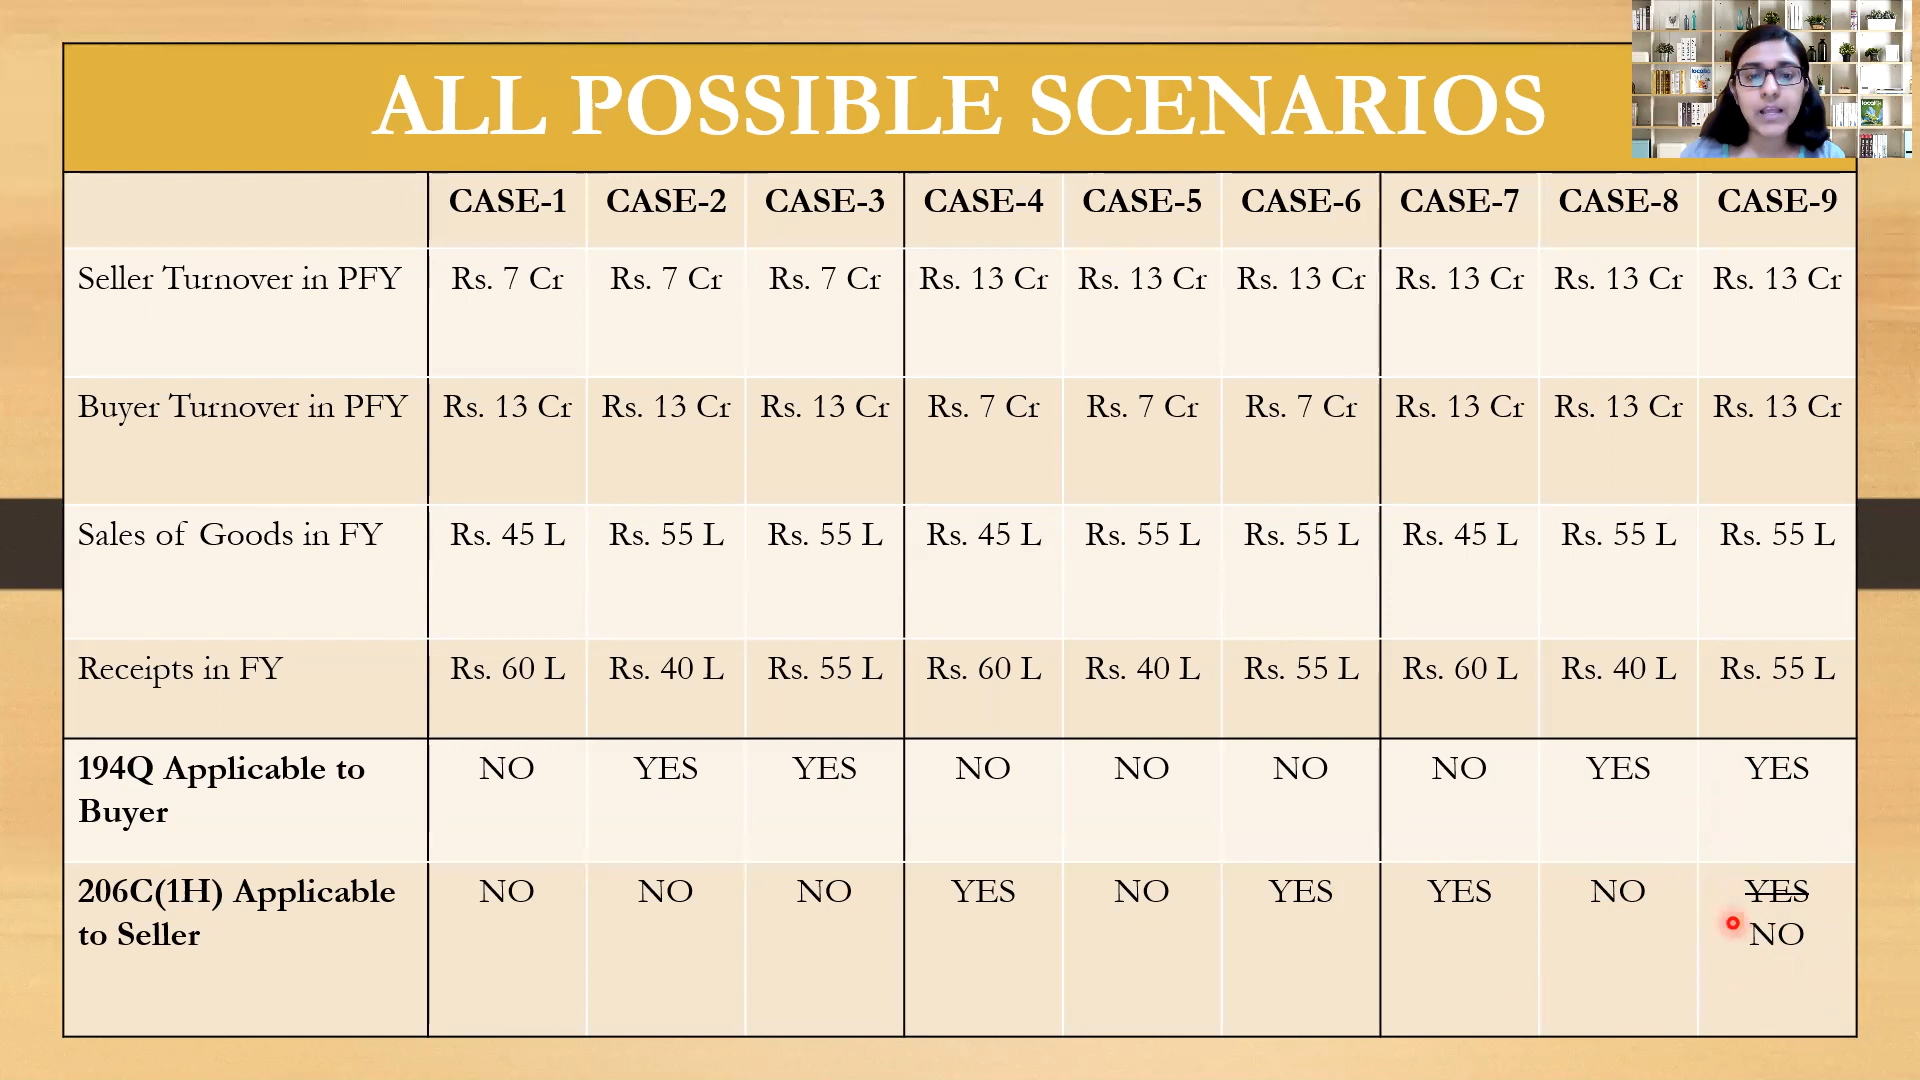 ALL POSSIBLE SCENARIOS
CASE-1 CASE-2 CASE-3 CASE-4 CASE-5 CASE-6 CASE-7 CASE-8 CASE-9
Seller Turnover in PFY Rs. 7 Cr Rs. 7 Cr Rs. 7 Cr Rs. 13 Cr Rs. 13 Cr Rs. 13 Cr Rs. 13 Cr Rs. 13 Cr Rs. 13 Cr
Buyer Turnover in PFY Rs. 13 Cr Rs. 13 Cr Rs. 13 Cr Rs. 7 Cr Rs. 7 Cr Rs. 7 Cr Rs. 13 Cr Rs. 13 Cr Rs. 13 Cr
Sales of Goods in FY Rs. 45 L Rs. 55 L Rs. 55 L Rs. 45 L Rs. 55 L Rs. 55 L Rs. 45 L Rs. 55 L Rs. 55 L
Receipts in FY Rs. 60 L Rs. 40 L Rs. 55 L Rs. 60 L Rs. 40 L Rs. 55 L Rs. 60 L Rs. 40 L Rs. 55 L
194Q Applicable to NO YES YES NO NO NO NO YES YES
Buyer
206C(1H) Applicable NO NO NO YES NO YES YES NO YES
to Seller NO